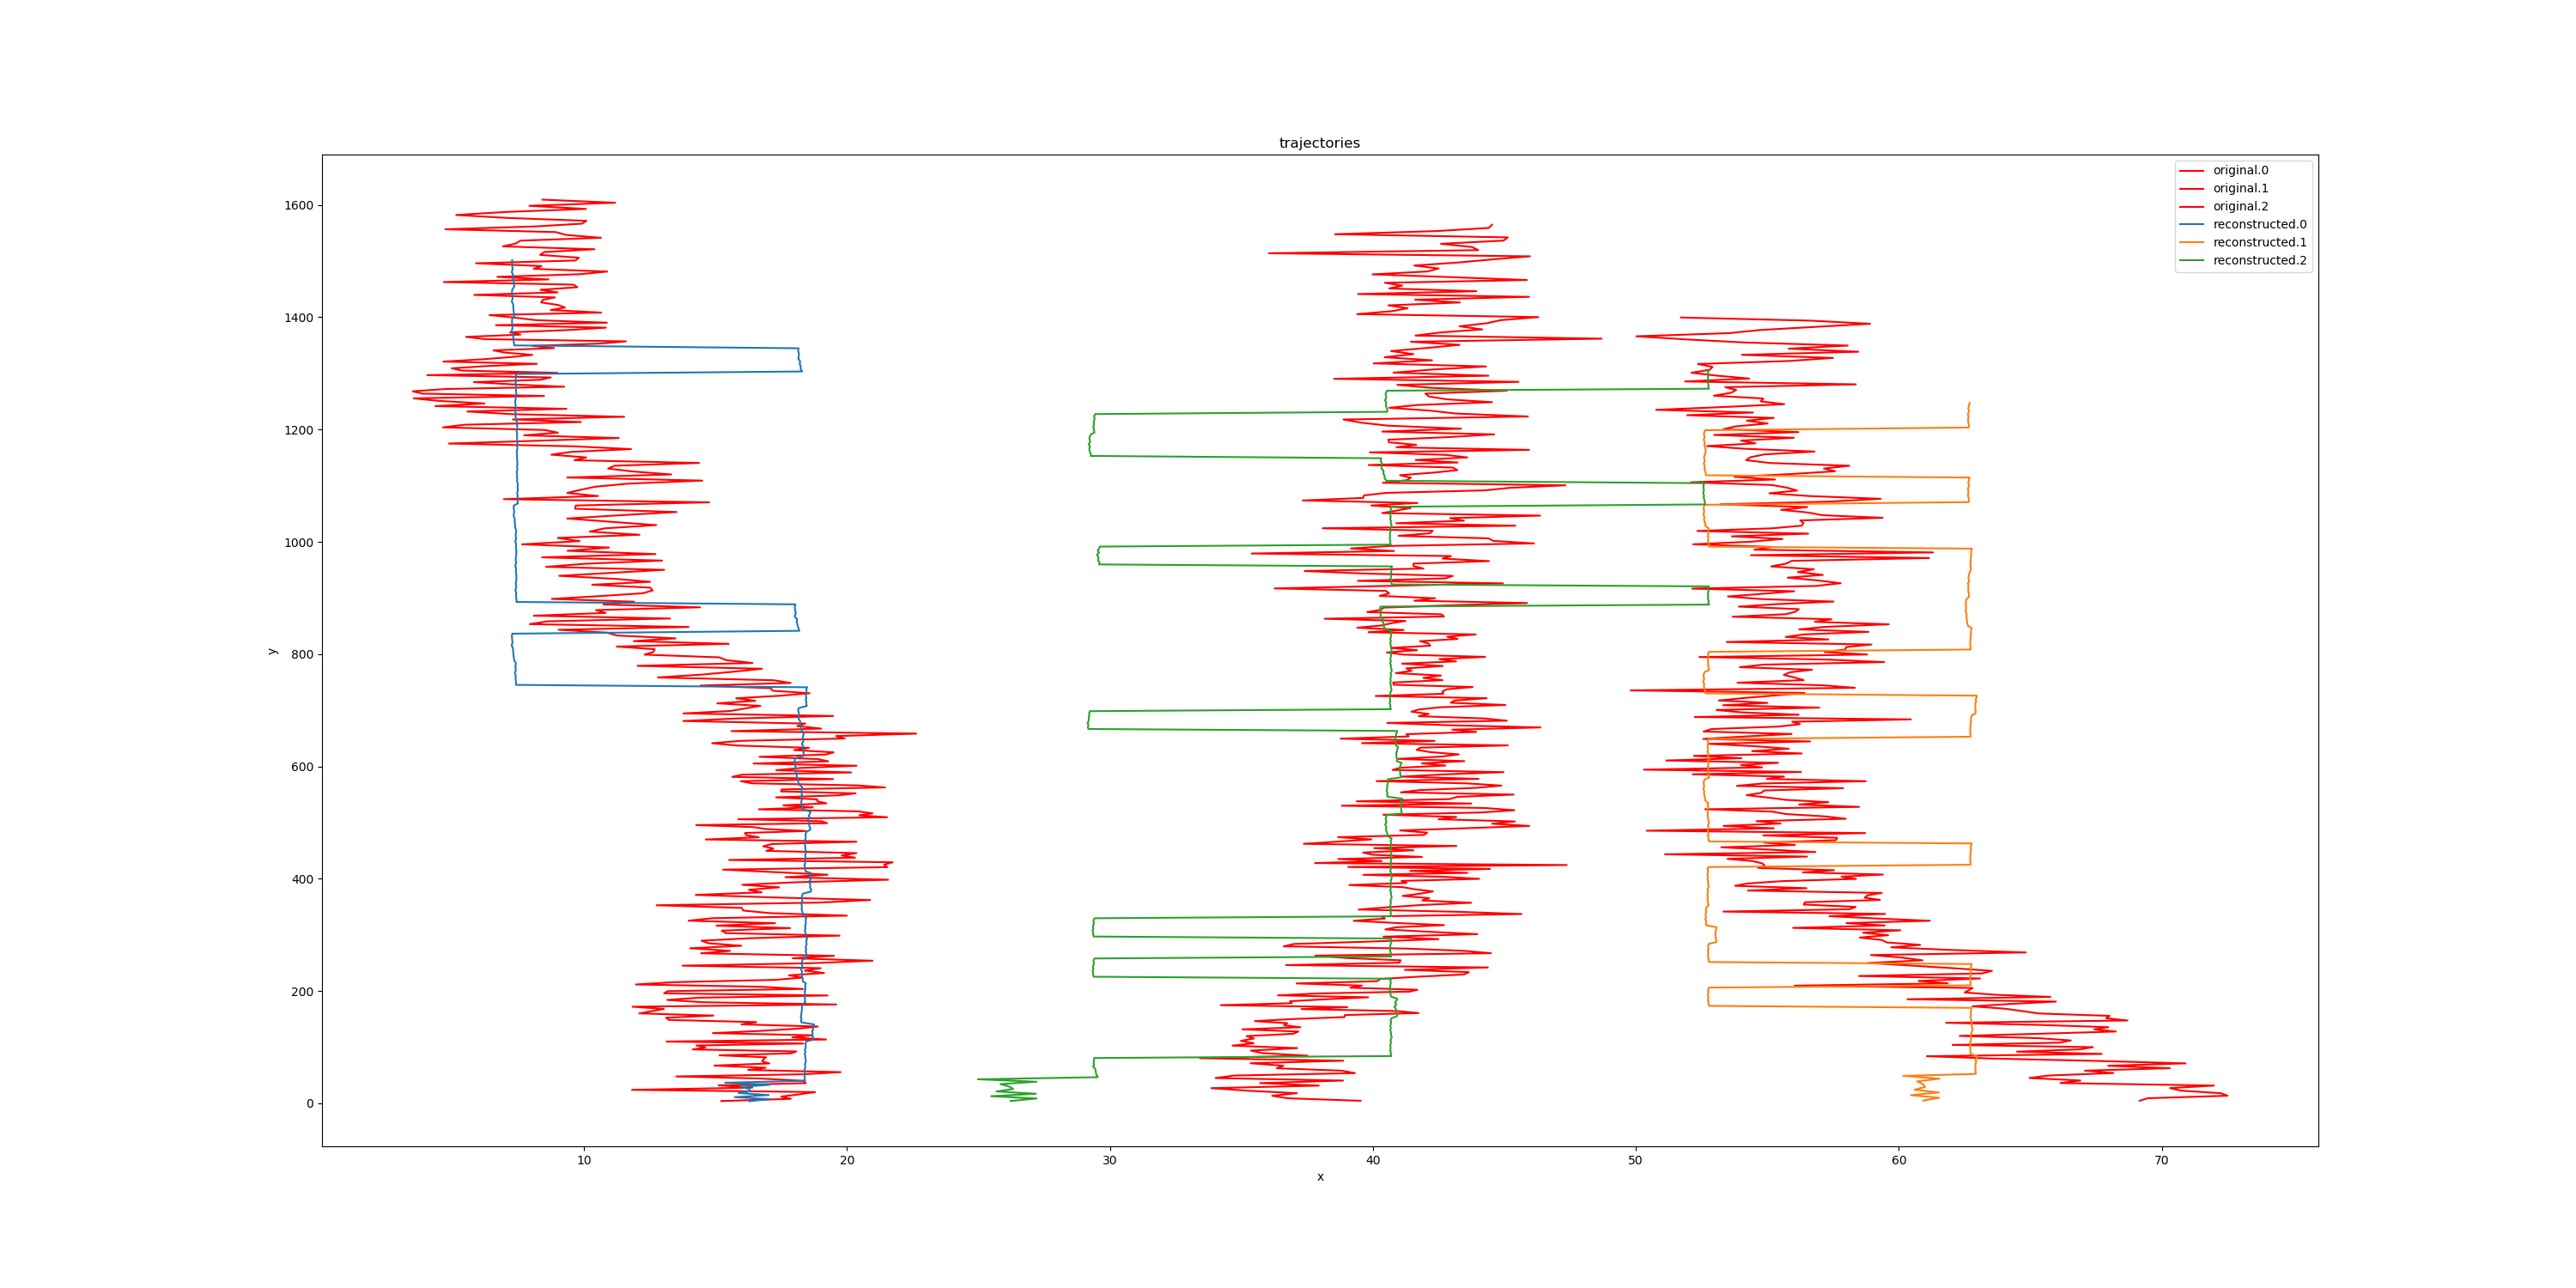 trajectories
original.0
original.1
original.2
reconstructed.0
reconstructed.1
reconstructed.2
1600
1400
1200
1000
800
600
400
200
0
y
10 20 30 40 50 60 70
x